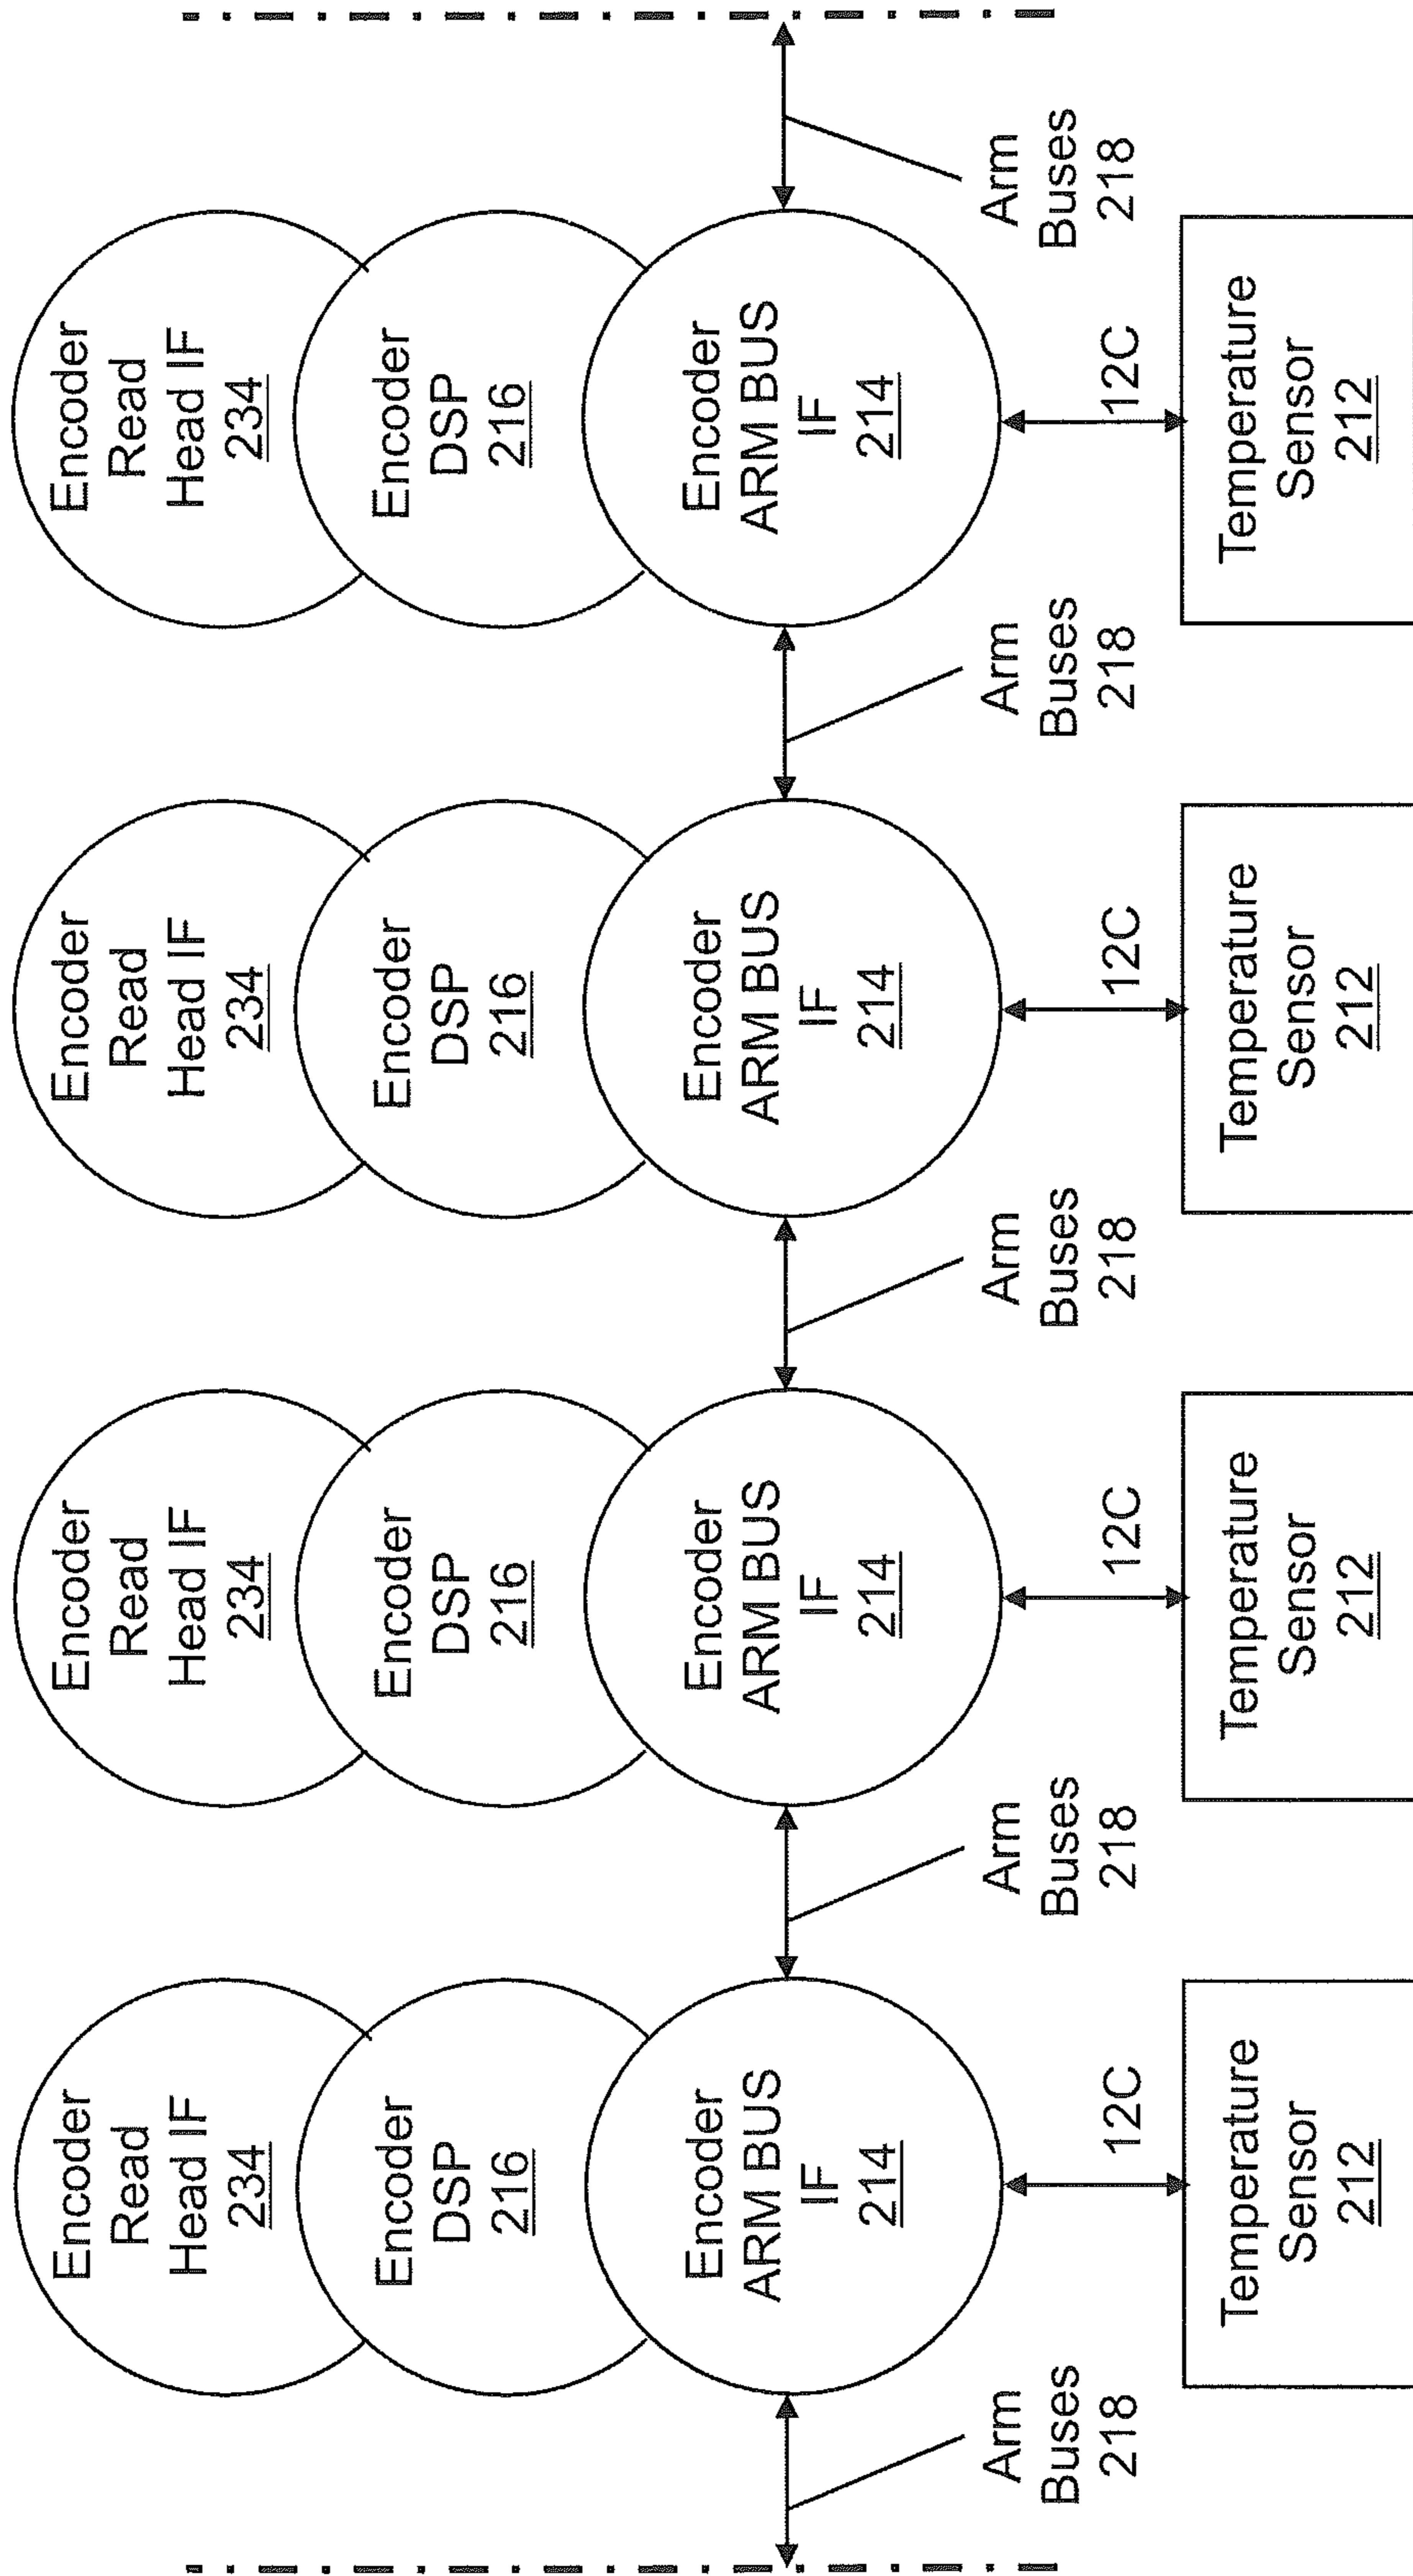 Encoder
Read
Head IF
234
Encoder
DSP
216
Encoder
ARM BUS
IF
214
12C
Temperature
Sensor
212
Arm
Buses
218
Encoder
Read
Head IF
234
Encoder
DSP
216
Encoder
ARM BUS
IF
214
12C
Temperature
Sensor
212
Arm
Buses
218
Encoder
Read
Head IF
234
Encoder
DSP
216
Encoder
ARM BUS
IF
214
12C
Temperature
Sensor
212
Arm
Buses
218
Encoder
Read
Head IF
234
Encoder
DSP
216
Encoder
ARM BUS
IF
214
12C
Temperature
Sensor
212
Arm
Buses
218
Arm
Buses
218